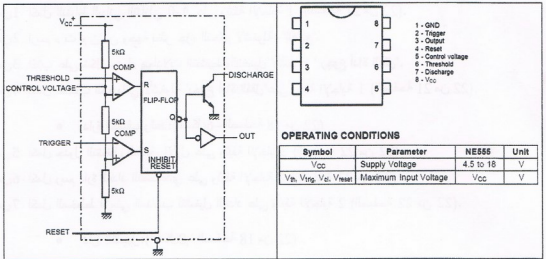 Vcc+
5kΩ
COMP
THRESHOLD
CONTROL VOLTAGE
R
FLIP-FLOP
DISCHARGE
Q
5kΩ
COMP
TRIGGER
S
OUT
INHIBIT/
RESET
5kΩ
RESET
1 8
2 7
3 6
4 5
1 - GND
2 - Trigger
3 - Output
4 - Reset
5 - Control voltage
6 - Threshold
7 - Discharge
8 - Vcc
OPERATING CONDITIONS
Symbol Parameter NE555 Unit
Vcc Supply Voltage 4.5 to 18 V
Vth, Vtrig, Vcl, Vreset Maximum Input Voltage Vcc V